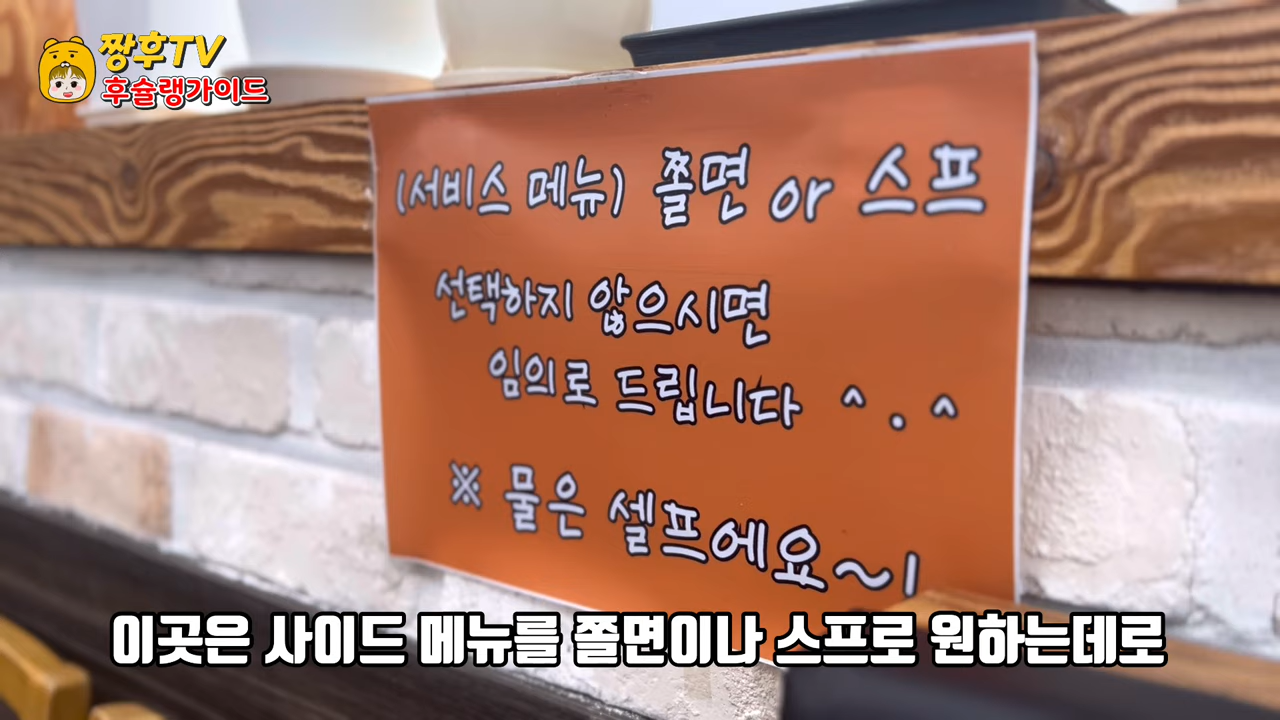 짱후TV
후슐랭가이드
(서비스 메뉴) 쫄면 or 스프
선택하지 않으시면
임의로 드립니다 ^.^
※ 물은 셀프에요~!
이곳은 사이드 메뉴를 쫄면이나 스프로 원하는데로